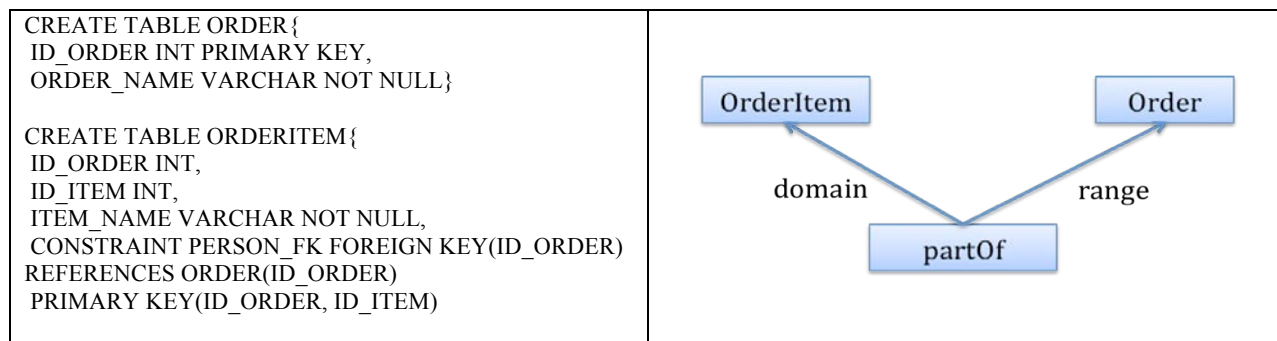 CREATE TABLE ORDER{
ID_ORDER INT PRIMARY KEY,
ORDER_NAME VARCHAR NOT NULL}
CREATE TABLE ORDERITEM{
ID_ORDER INT,
ID_ITEM INT,
ITEM_NAME VARCHAR NOT NULL,
CONSTRAINT PERSON_FK FOREIGN KEY(ID_ORDER)
REFERENCES ORDER(ID_ORDER)
PRIMARY KEY(ID_ORDER, ID_ITEM)
OrderItem
Order
domain
range
partOf